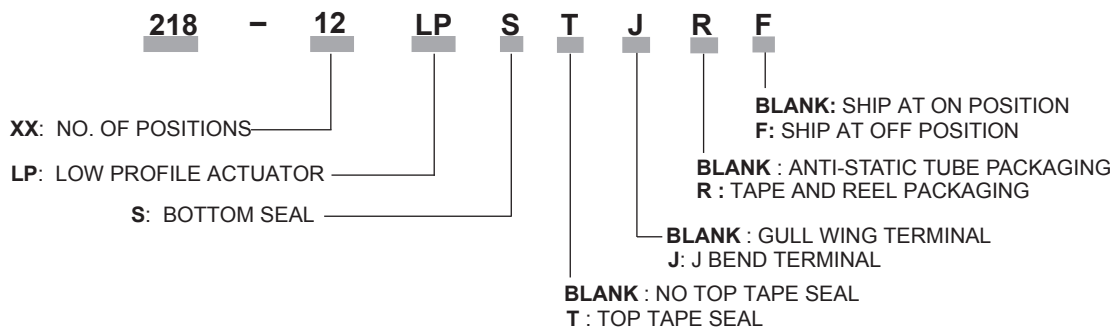 218 – 12 LP S T J R F
BLANK: SHIP AT ON POSITION
F: SHIP AT OFF POSITION
XX: NO. OF POSITIONS
BLANK : ANTI-STATIC TUBE PACKAGING
R : TAPE AND REEL PACKAGING
LP: LOW PROFILE ACTUATOR
S: BOTTOM SEAL
BLANK : GULL WING TERMINAL
J: J BEND TERMINAL
BLANK : NO TOP TAPE SEAL
T : TOP TAPE SEAL